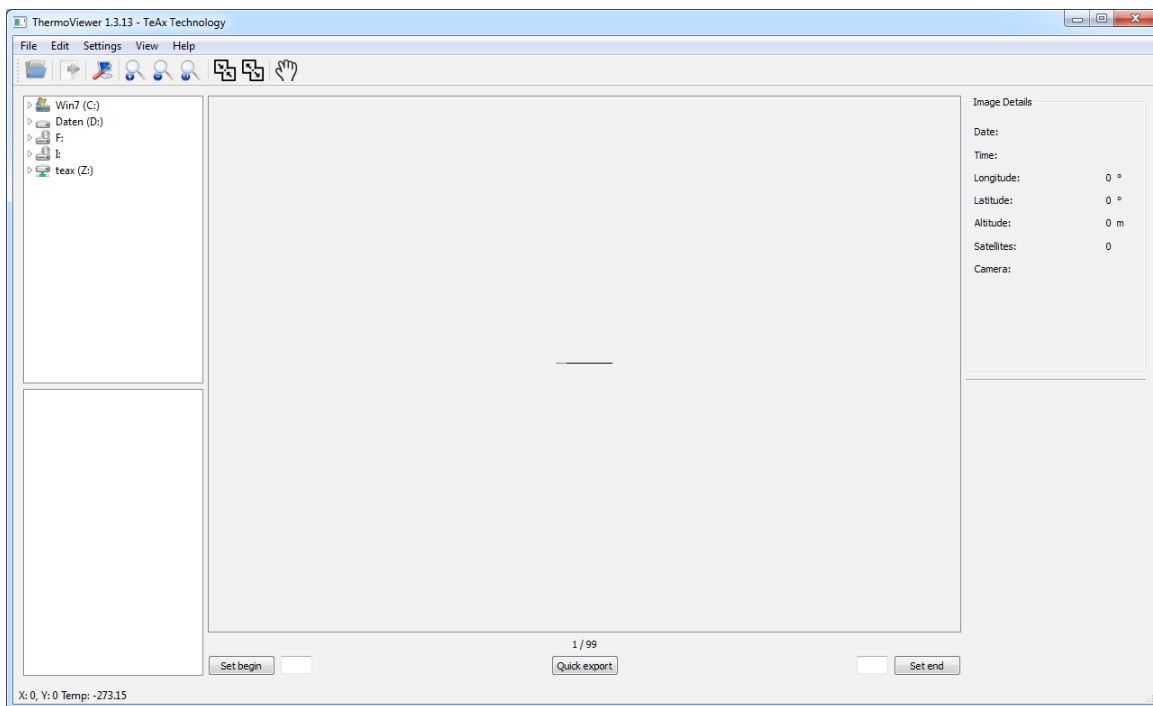 ThermoViewer 1.3.13 - TeAx Technology
File Edit Settings View Help
Win7 (C:)
Daten (D:)
F:
I:
teax (Z:)
Image Details
Date:
Time:
Longitude: 0 °
Latitude: 0 °
Altitude: 0 m
Satellites: 0
Camera:
1 / 99
Set begin
Quick export
Set end
X: 0, Y: 0 Temp: -273.15